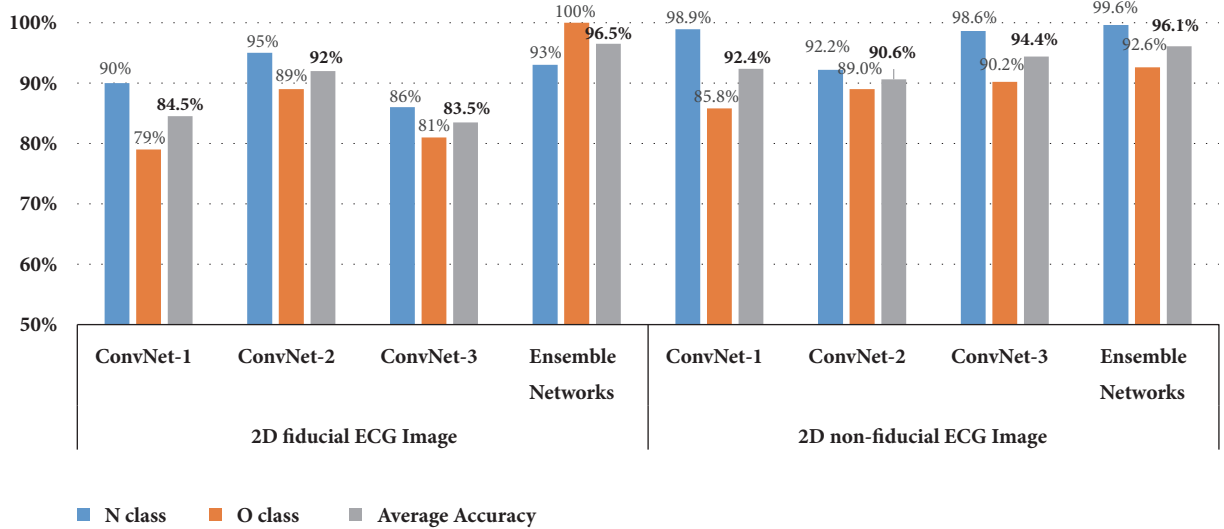 100%
90%
80%
70%
60%
50%
90%
79%
84.5%
95%
89%
92%
86%
81%
83.5%
93%
100%
96.5%
98.9%
85.8%
92.4%
92.2%
89.0%
90.6%
98.6%
90.2%
94.4%
99.6%
92.6%
96.1%
ConvNet-1
ConvNet-2
ConvNet-3
Ensemble
Networks
ConvNet-1
ConvNet-2
ConvNet-3
Ensemble
Networks
2D fiducial ECG Image
2D non-fiducial ECG Image
N class
O class
Average Accuracy